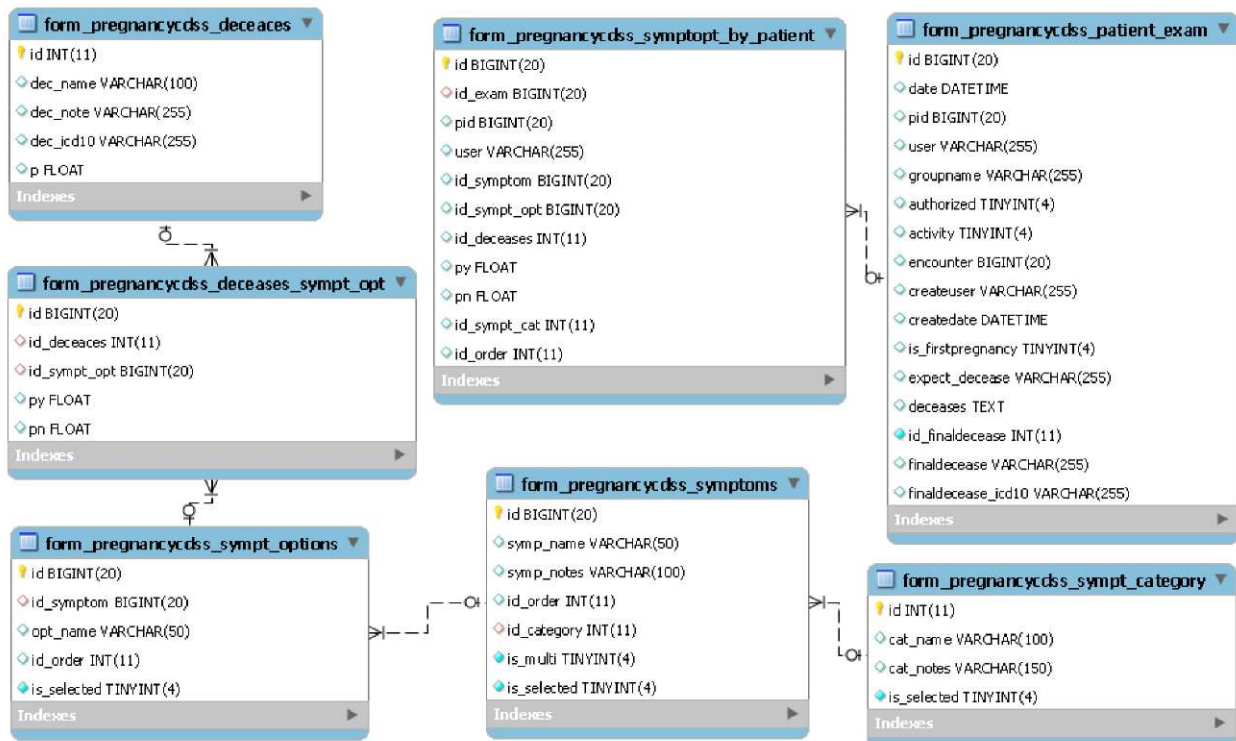 form_pregnancycdss_deceaces
id INT(11)
dec_name VARCHAR(100)
dec_note VARCHAR(255)
dec_icd10 VARCHAR(255)
p FLOAT
Indexes
form_pregnancycdss_deceases_sympt_opt
id BIGINT(20)
id_deceaces INT(11)
id_sympt_opt BIGINT(20)
py FLOAT
pn FLOAT
Indexes
form_pregnancycdss_sympt_options
id BIGINT(20)
id_symptom BIGINT(20)
opt_name VARCHAR(50)
id_order INT(11)
is_selected TINYINT(4)
Indexes
form_pregnancycdss_symptopt_by_patient
id BIGINT(20)
id_exam BIGINT(20)
pid BIGINT(20)
user VARCHAR(255)
id_symptom BIGINT(20)
id_sympt_opt BIGINT(20)
id_deceases INT(11)
py FLOAT
pn FLOAT
id_sympt_cat INT(11)
id_order INT(11)
Indexes
form_pregnancycdss_symptoms
id BIGINT(20)
symp_name VARCHAR(50)
symp_notes VARCHAR(100)
id_order INT(11)
id_category INT(11)
is_multi TINYINT(4)
is_selected TINYINT(4)
Indexes
form_pregnancycdss_patient_exam
id BIGINT(20)
date DATETIME
pid BIGINT(20)
user VARCHAR(255)
groupname VARCHAR(255)
authorized TINYINT(4)
activity TINYINT(4)
encounter BIGINT(20)
createuser VARCHAR(255)
createdate DATETIME
is_firstpregnancy TINYINT(4)
expect_decease VARCHAR(255)
deceases TEXT
id_finaldecease INT(11)
finaldecease VARCHAR(255)
finaldecease_icd10 VARCHAR(255)
Indexes
form_pregnancycdss_sympt_category
id INT(11)
cat_name VARCHAR(100)
cat_notes VARCHAR(150)
is_selected TINYINT(4)
Indexes